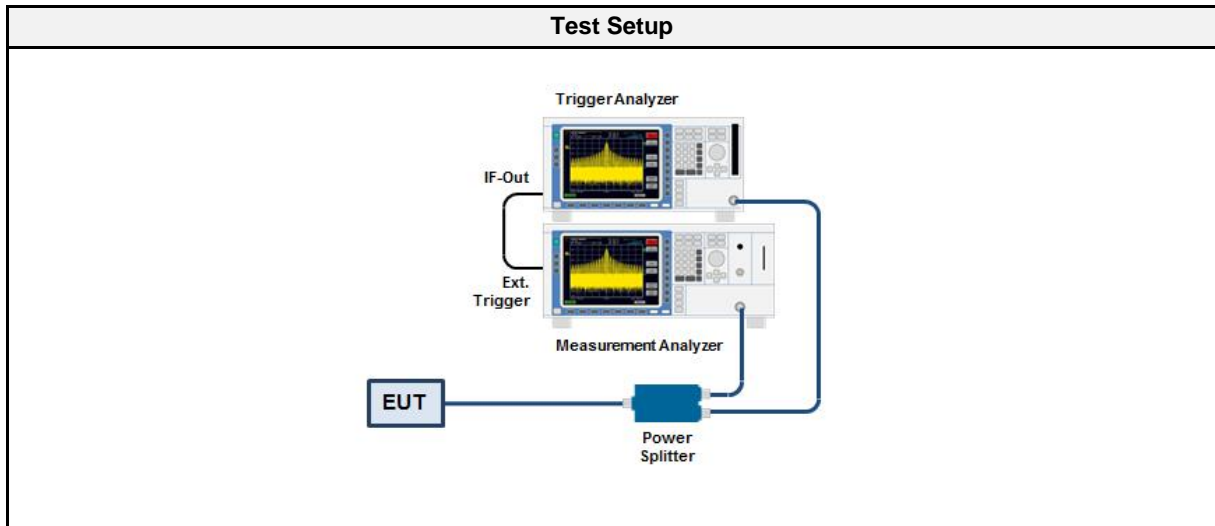 Test Setup
Trigger Analyzer
IF-Out
Ext.
Trigger
Measurement Analyzer
EUT
Power
Splitter